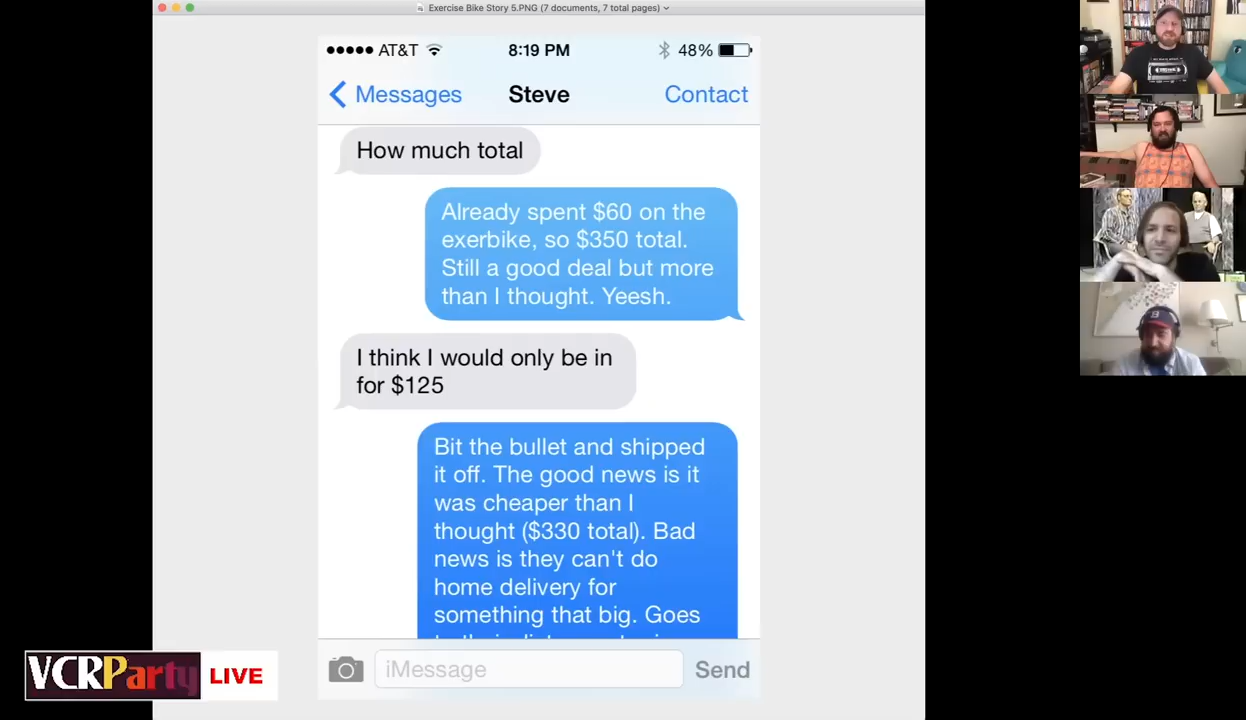 Exercise Bike Story 5.PNG (7 documents, 7 total pages)
AT&T
8:19 PM
48%
Messages
Steve
Contact
How much total
Already spent $60 on the
exerbike, so $350 total.
Still a good deal but more
than I thought. Yeesh.
I think I would only be in
for $125
Bit the bullet and shipped
it off. The good news is it
was cheaper than I
thought ($330 total). Bad
news is they can't do
home delivery for
something that big. Goes
iMessage
Send
VCRParty
LIVE